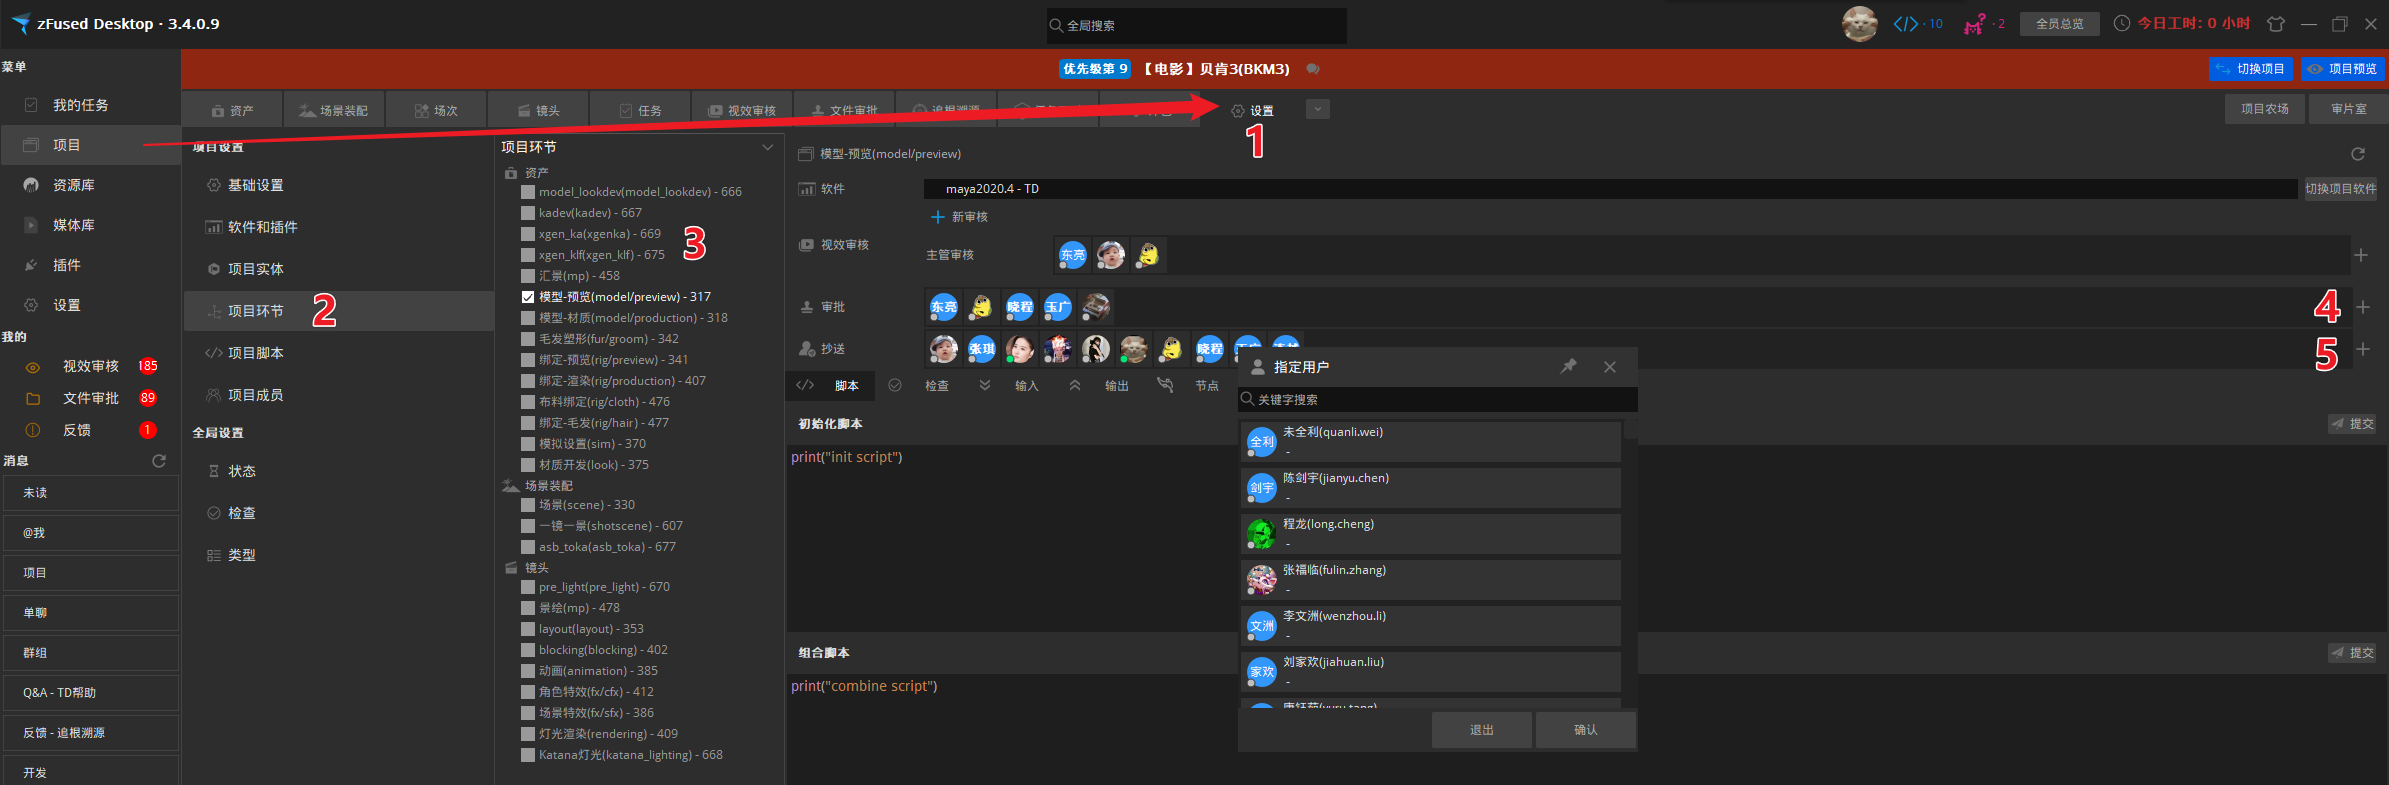 zFused Desktop · 3.4.0.9
全局搜索
· 10
· 2
全员总览
今日工时: 0 小时
菜单
我的任务
项目
资源库
媒体库
插件
设置
我的
视效审核 185
文件审批 89
反馈 1
消息
未读
@我
项目
单聊
群组
Q&A - TD帮助
反馈 - 追根溯源
开发
优先级第 9 【电影】贝肯3(BKM3)
切换项目
项目预览
资产
场景装配
场次
镜头
任务
视效审核
文件审批
追根溯源
设置
项目农场
审片室
1
项目设置
基础设置
软件和插件
项目实体
项目环节
2
项目脚本
项目成员
全局设置
状态
检查
类型
项目环节
资产
model_lookdev(model_lookdev) - 666
kadev(kadev) - 667
xgen_ka(xgenka) - 669
xgen_klf(xgen_klf) - 675
3
汇景(mp) - 458
模型-预览(model/preview) - 317
模型-材质(model/production) - 318
毛发塑形(fur/groom) - 342
绑定-预览(rig/preview) - 341
绑定-渲染(rig/production) - 407
布料绑定(rig/cloth) - 476
绑定-毛发(rig/hair) - 477
模拟设置(sim) - 370
材质开发(look) - 375
场景装配
场景(scene) - 330
一镜一景(shotscene) - 607
asb_toka(asb_toka) - 677
镜头
pre_light(pre_light) - 670
景绘(mp) - 478
layout(layout) - 353
blocking(blocking) - 402
动画(animation) - 385
角色特效(fx/cfx) - 412
场景特效(fx/sfx) - 386
灯光渲染(rendering) - 409
Katana灯光(katana_lighting) - 668
模型-预览(model/preview)
软件
maya2020.4 - TD
切换项目软件
新审核
视效审核
主管审核
东亮
审批
东亮
晓程
玉广
4
抄送
张琪
晓程
5
脚本
检查
输入
输出
节点
初始化脚本
提交
print("init script")
组合脚本
提交
print("combine script")
指定用户
关键字搜索
全利
未全利(quanli.wei)
-
剑宇
陈剑宇(jianyu.chen)
-
程龙(long.cheng)
-
张福临(fulin.zhang)
-
文洲
李文洲(wenzhou.li)
-
家欢
刘家欢(jiahuan.liu)
-
退出
确认